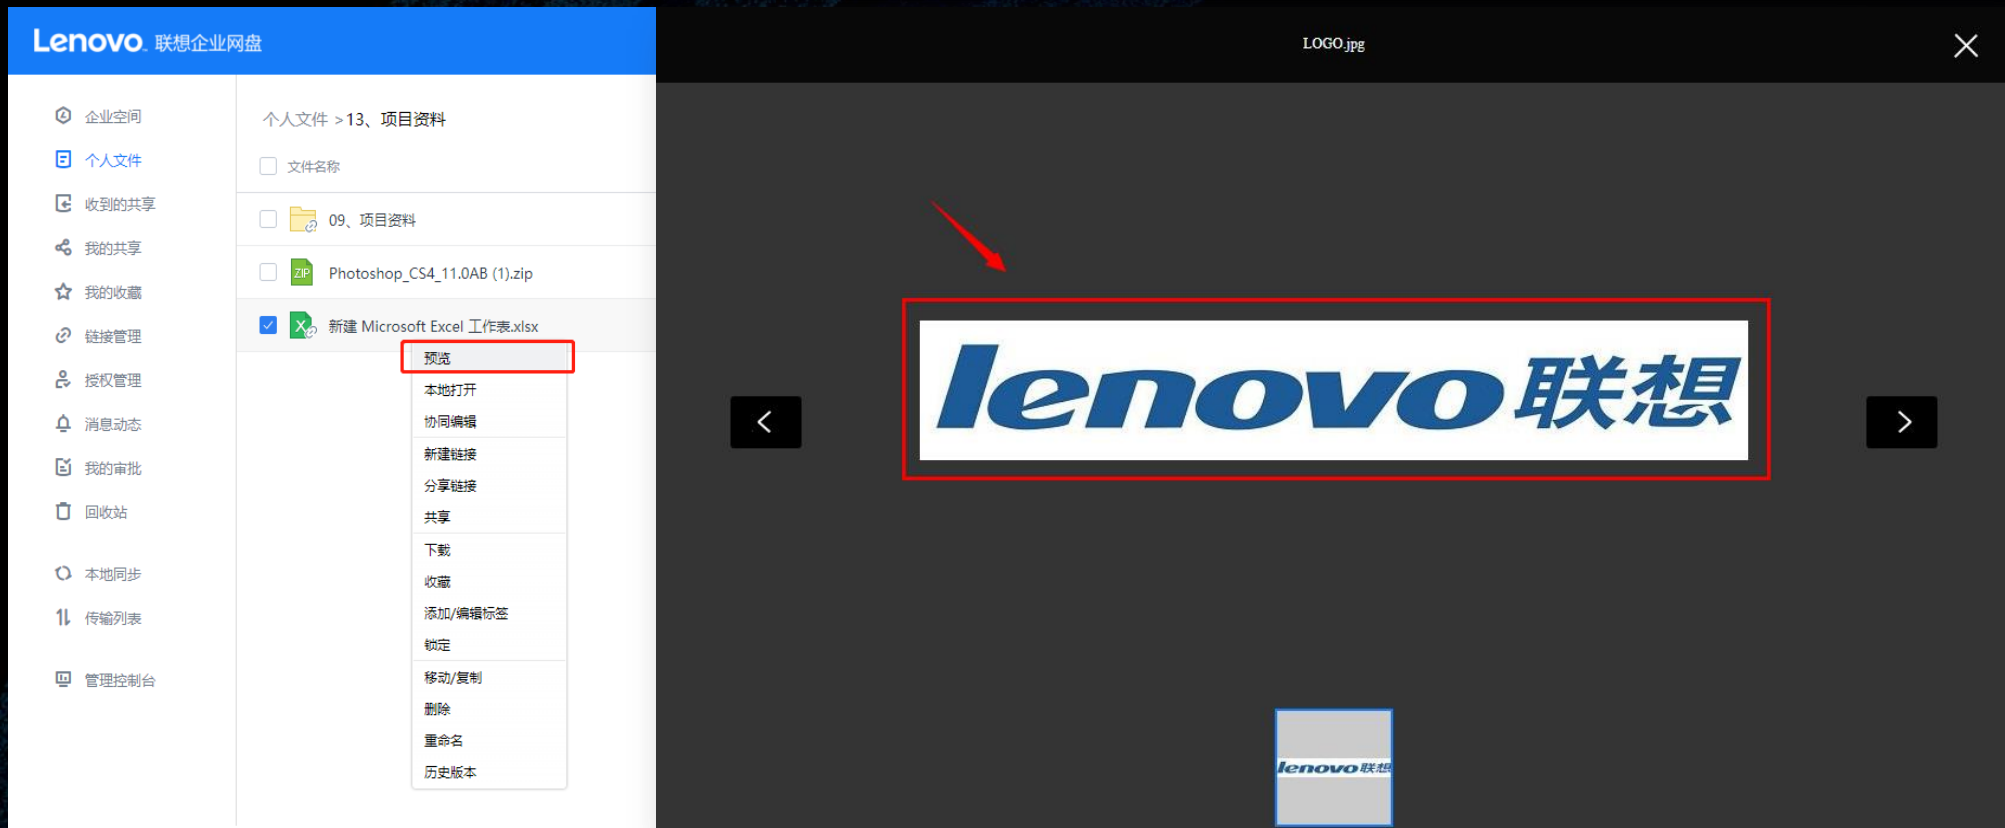 Lenovo 联想企业网盘
企业空间
个人文件
收到的共享
我的共享
我的收藏
链接管理
授权管理
消息动态
我的审批
回收站
本地同步
传输列表
管理控制台
个人文件 >13、项目资料
文件名称
09、项目资料
ZIP
Photoshop_CS4_11.0AB (1).zip
新建 Microsoft Excel 工作表.xlsx
预览
本地打开
协同编辑
新建链接
分享链接
共享
下载
收藏
添加/编辑标签
锁定
移动/复制
删除
重命名
历史版本
LOGO.jpg
lenovo联想
lenovo联想